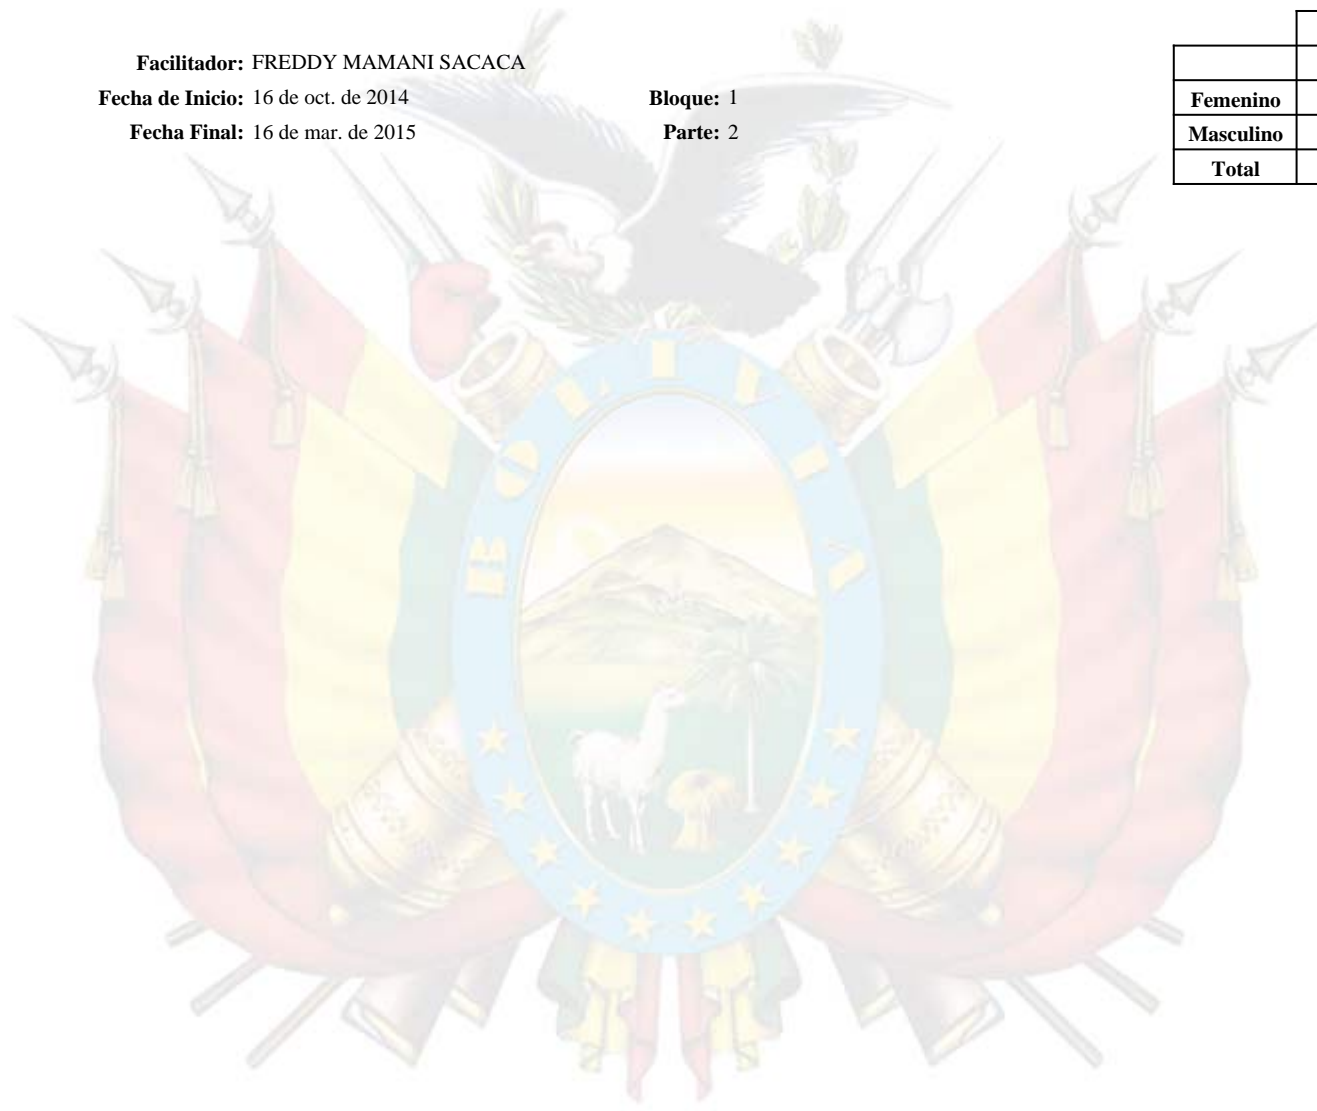 Facilitador: FREDDY MAMANI SACACA
Fecha de Inicio: 16 de oct. de 2014 Bloque: 1
Fecha Final: 16 de mar. de 2015 Parte: 2
Femenino
Masculino
Total
BOLIVIA